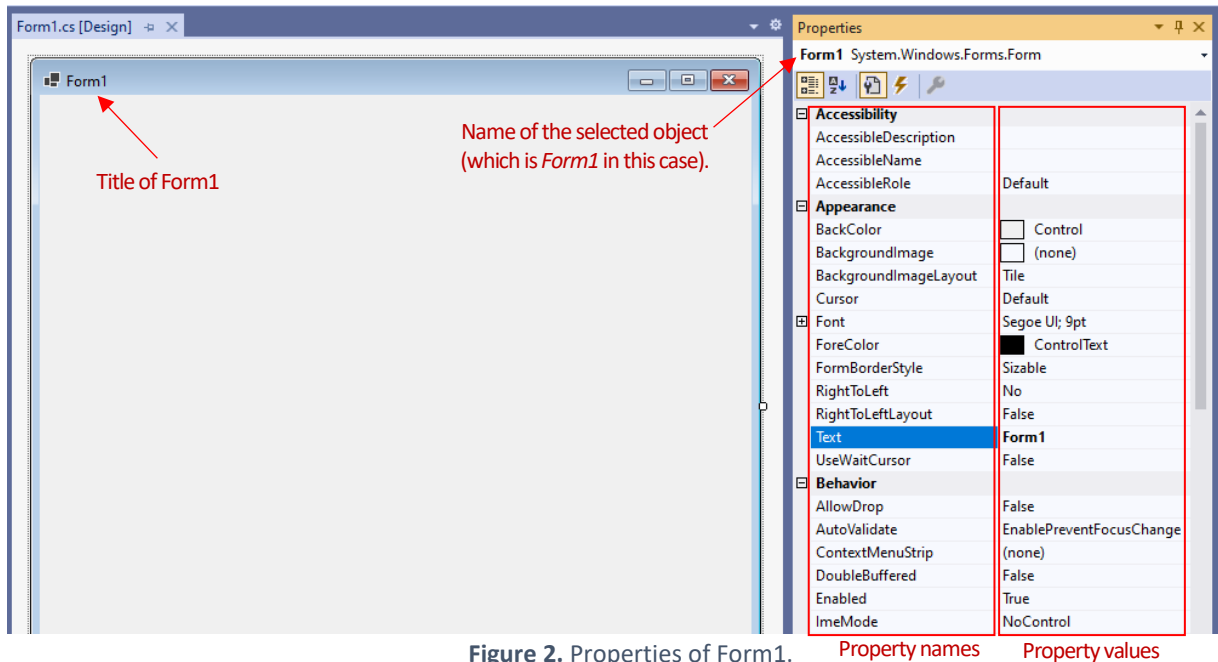 Form1.cs [Design]
Form1
Title of Form1
Name of the selected object
(which is Form1 in this case).
Properties
Form1 System.Windows.Forms.Form
Accessibility
AccessibleDescription
AccessibleName
AccessibleRole Default
Appearance
BackColor Control
BackgroundImage (none)
BackgroundImageLayout Tile
Cursor Default
Font Segoe UI; 9pt
ForeColor ControlText
FormBorderStyle Sizable
RightToLeft No
RightToLeftLayout False
Text Form1
UseWaitCursor False
Behavior
AllowDrop False
AutoValidate EnablePreventFocusChange
ContextMenuStrip (none)
DoubleBuffered False
Enabled True
ImeMode NoControl
Property names Property values
Figure 2. Properties of Form1.